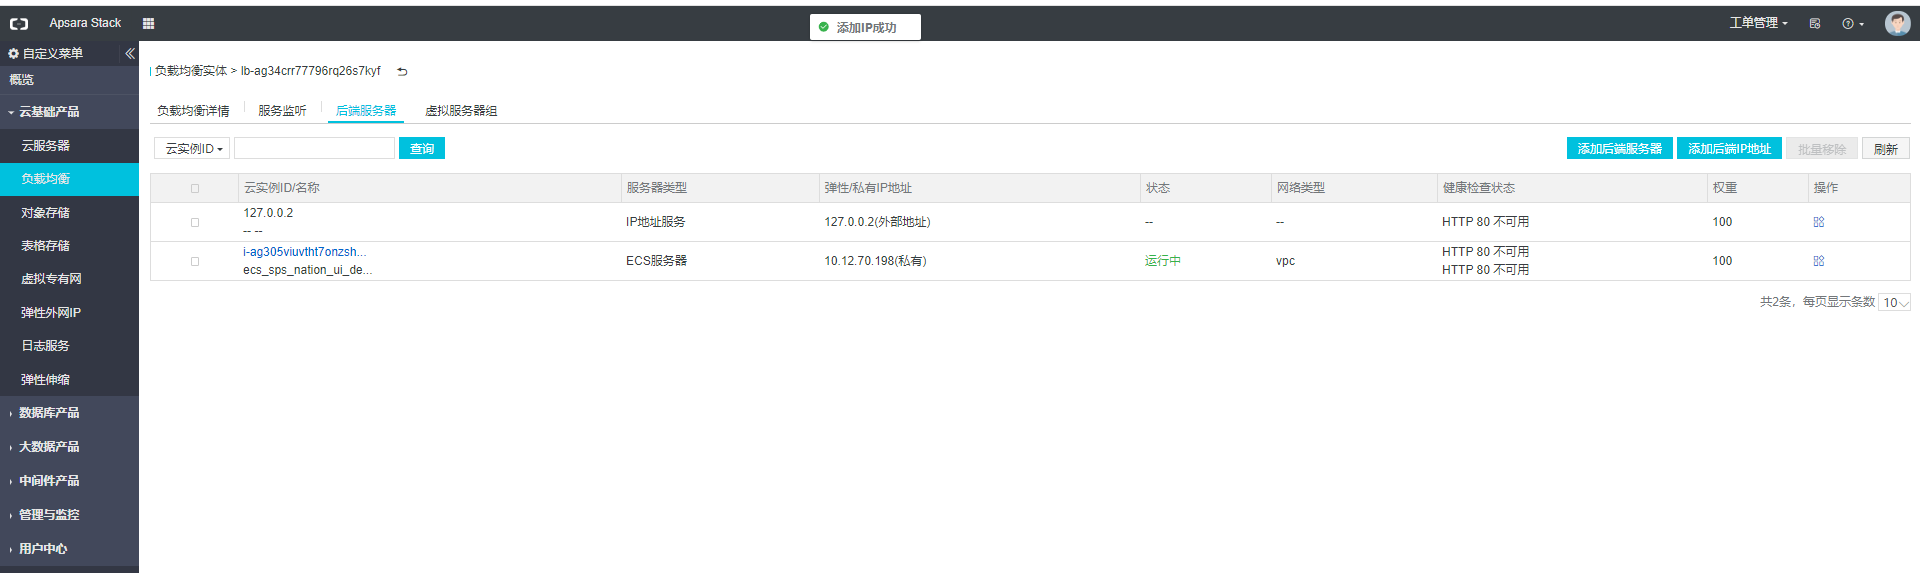 Apsara Stack
添加IP成功
工单管理
自定义菜单
概览
云基础产品
云服务器
负载均衡
对象存储
表格存储
虚拟专有网
弹性外网IP
日志服务
弹性伸缩
数据库产品
大数据产品
中间件产品
管理与监控
用户中心
负载均衡实体 > lb-ag34crr77796rq26s7kyf
负载均衡详情 服务监听 后端服务器 虚拟服务器组
云实例ID 查询 添加后端服务器 添加后端IP地址 批量移除 刷新
云实例ID/名称 服务器类型 弹性/私有IP地址 状态 网络类型 健康检查状态 权重 操作
127.0.0.2
-- --
IP地址服务 127.0.0.2(外部地址) -- -- HTTP 80 不可用 100
i-ag305viuvtht7onzsh...
ecs_sps_nation_ui_de...
ECS服务器 10.12.70.198(私有) 运行中 vpc
HTTP 80 不可用
HTTP 80 不可用
100
共2条，每页显示条数 10